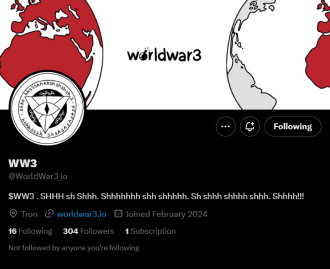 worldwar3
Following
WW3
@WorldWar3_io
$WW3 . SHHH sh Shhh. Shhhhhhh shh shhhhh. Sh shhh shhhh shhh. Shhhh!!!
Tron worldwar3.io Joined February 2024
16 Following 304 Followers 1 Subscription
Not followed by anyone you're following